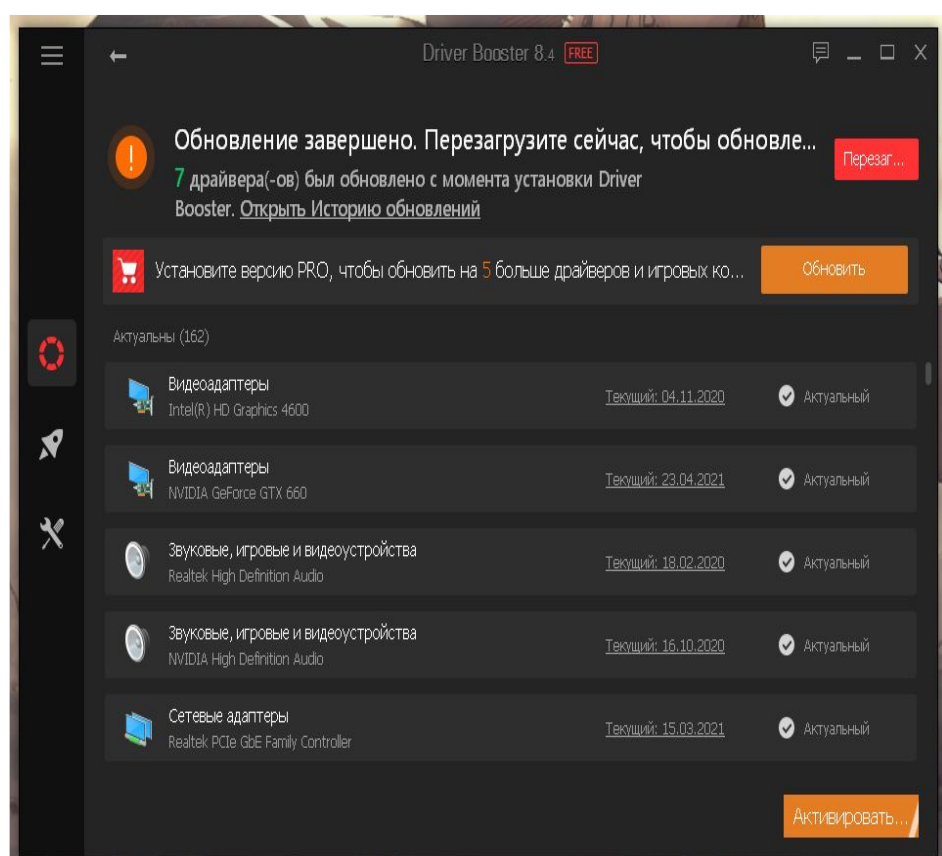 Driver Booster 8.4 FREE
Обновление завершено. Перезагрузите сейчас, чтобы обновле...
Перезаг...
7 драйвера(-ов) был обновлено с момента установки Driver
Booster. Открыть Историю обновлений
Установите версию PRO, чтобы обновить на 5 больше драйверов и игровых ко...
Обновить
Актуальны (162)
Видеоадаптеры
Intel(R) HD Graphics 4600
Текущий: 04.11.2020
Актуальный
Видеоадаптеры
NVIDIA GeForce GTX 660
Текущий: 23.04.2021
Актуальный
Звуковые, игровые и видеоустройства
Realtek High Definition Audio
Текущий: 18.02.2020
Актуальный
Звуковые, игровые и видеоустройства
NVIDIA High Definition Audio
Текущий: 16.10.2020
Актуальный
Сетевые адаптеры
Realtek PCIe GbE Family Controller
Текущий: 15.03.2021
Актуальный
Активировать...